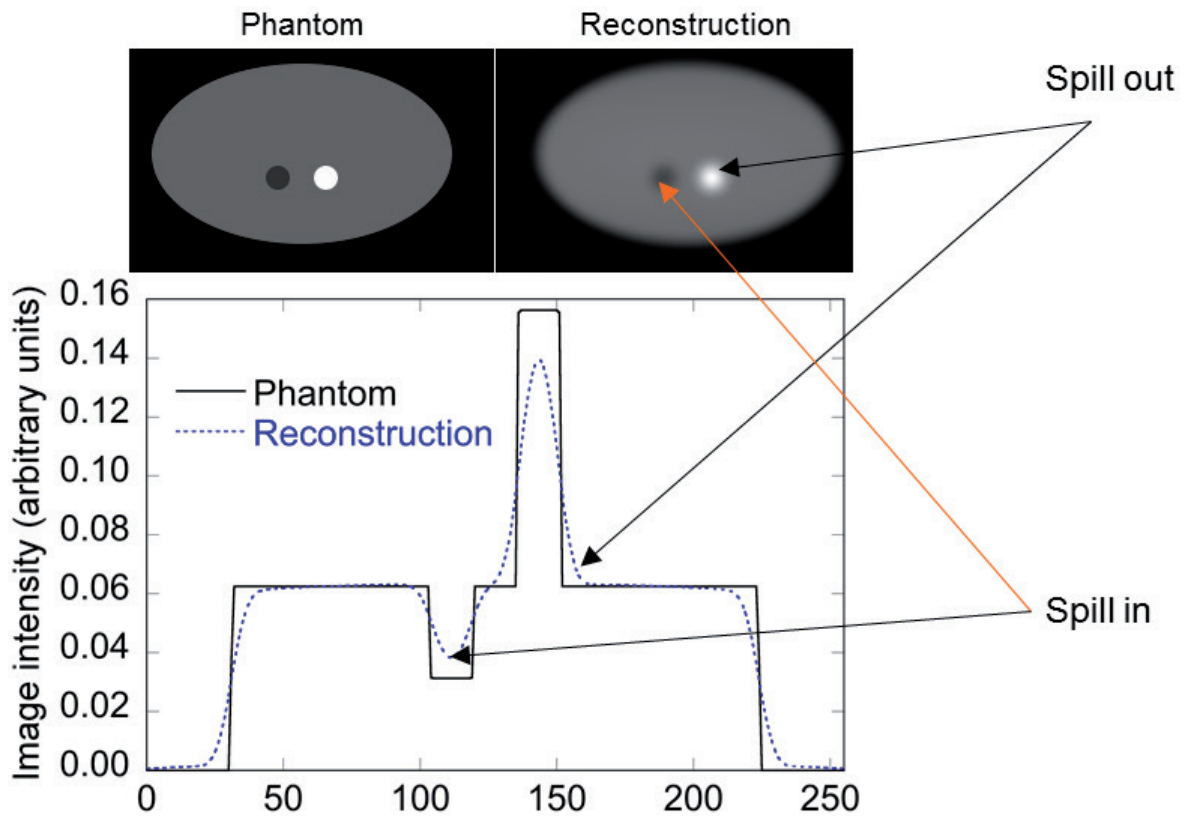 Phantom Reconstruction
Spill out
Image intensity (arbitrary units)
0.16
0.14
0.12
0.10
0.08
0.06
0.04
0.02
0.00
Phantom
Reconstruction
Spill in
0 50 100 150 200 250